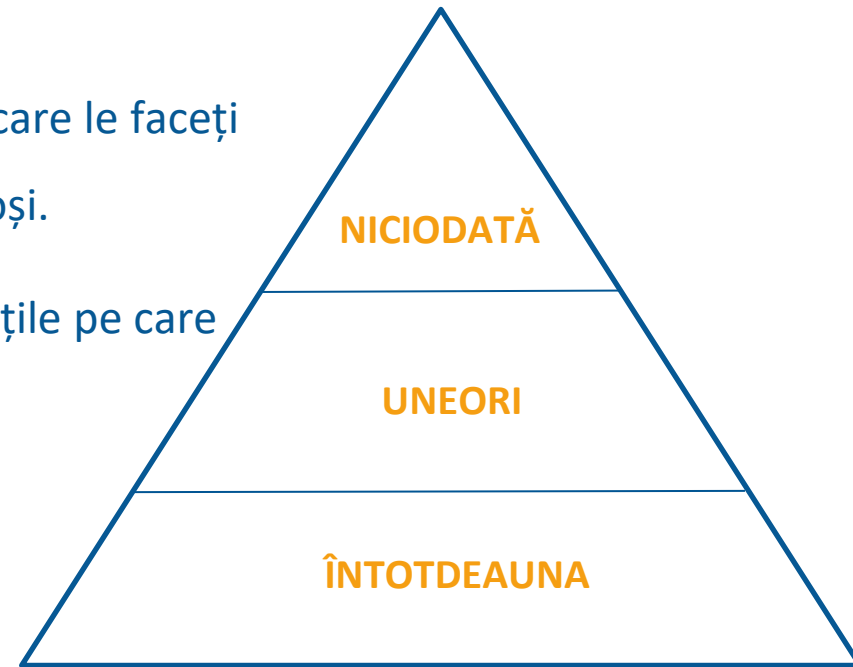 care le faceți
oși.
NICIODATĂ
țile pe care
UNEORI
ÎNTOTDEAUNA